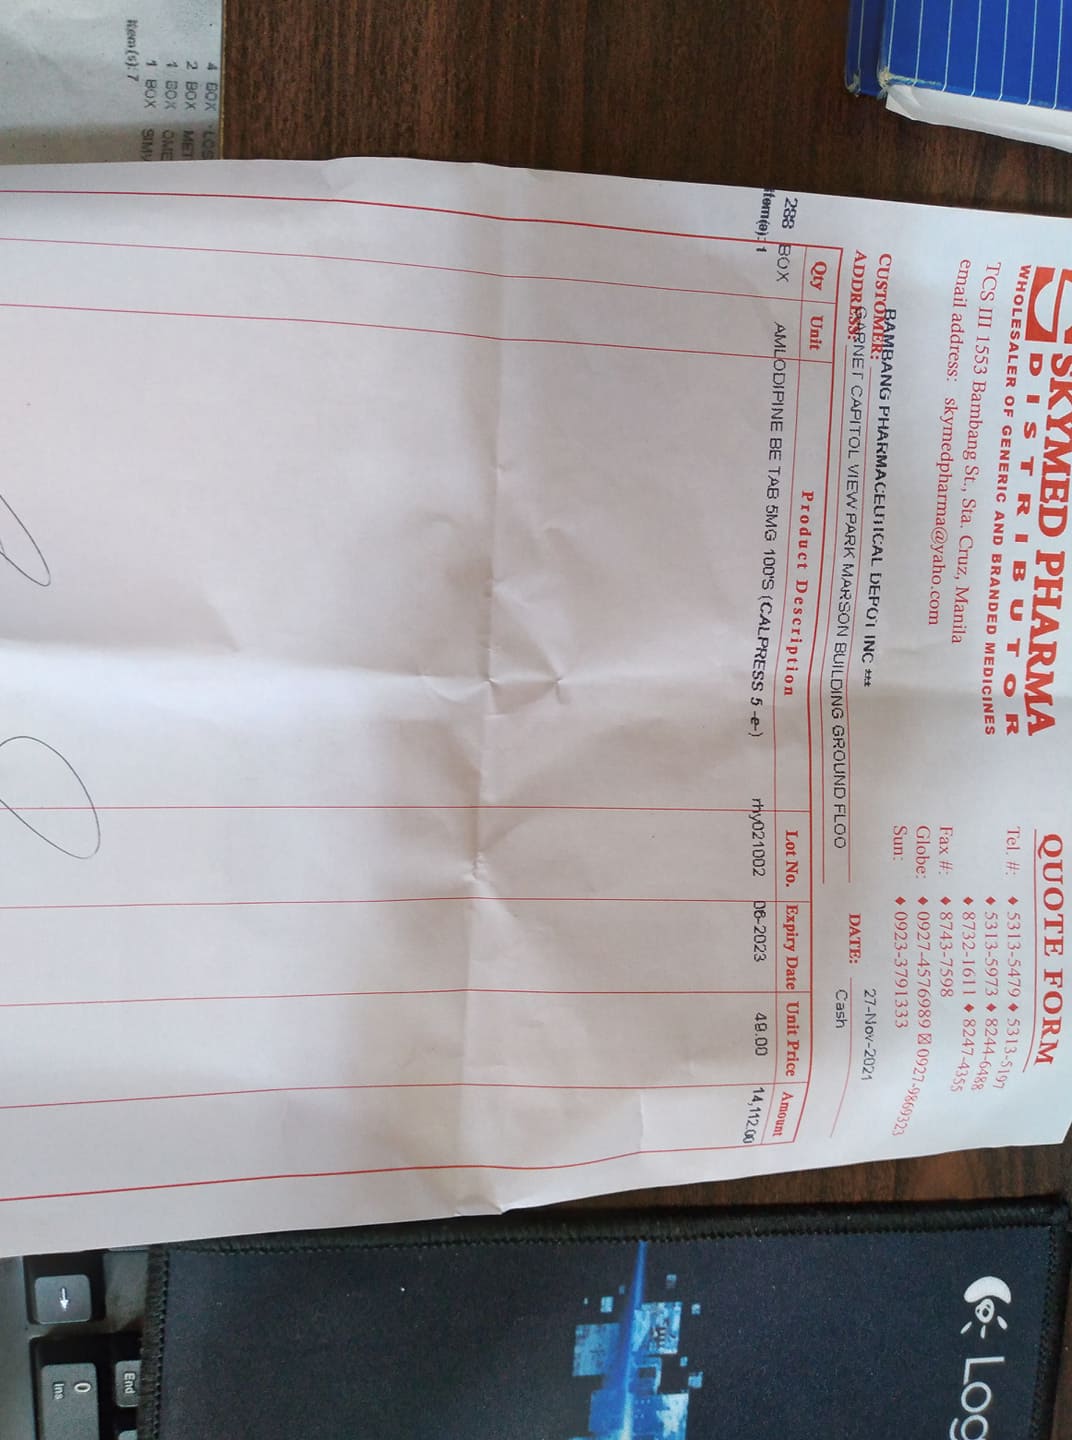 SKYMED PHARMA
DISTRIBUTOR
WHOLESALER OF GENERIC AND BRANDED MEDICINES
TCS III 1553 Bambang St., Sta. Cruz, Manila
email address: skymedpharma@yaho.com
QUOTE FORM
Tel. #: ♦ 5313-5479 ♦ 5313-5197
♦ 5313-5973 ♦ 8244-6488
♦ 8732-1611 ♦ 8247-4355
Fax #: ♦ 8743-7598
Globe: ♦ 0927-4576989 ☒ 0927-9869323
Sun: ♦ 0923-3791333
CUSTOMER: BAMBANG PHARMACEUTICAL DEPOT INC ***
ADDRESS: GARNET CAPITOL VIEW PARK MARSON BUILDING GROUND FLOO
DATE: 27-Nov-2021
Cash
Qty Unit Product Description Lot No. Expiry Date Unit Price Amount
288 BOX AMLODIPINE BE TAB 5MG 100'S (CALPRESS 5 -e-) rhy021002 06-2023 49.00 14,112.00
Item(s): 1
4 BOX
2 BOX MET
1 BOX OME
1 BOX SIMV
Item(s): 7
Log
End
0
Ins